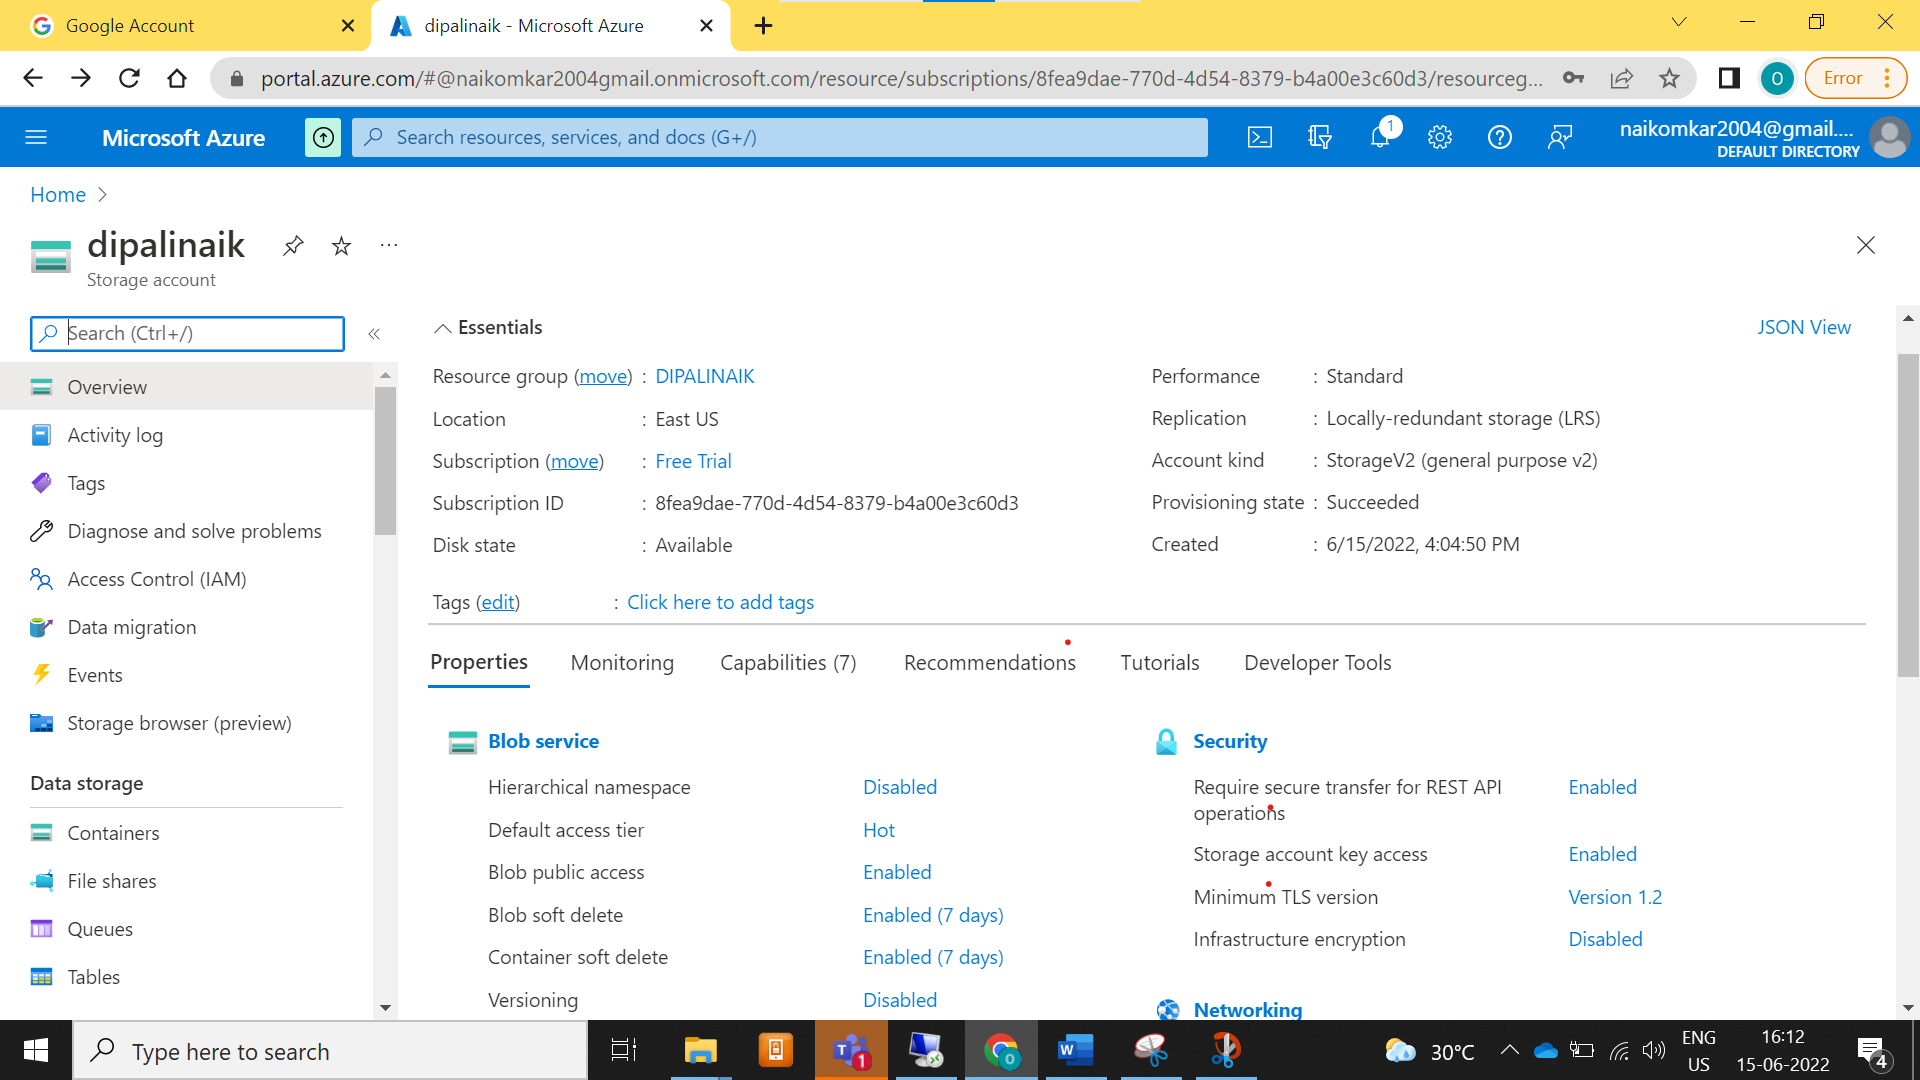 Google Account
dipalinaik - Microsoft Azure
portal.azure.com/#@naikomkar2004gmail.onmicrosoft.com/resource/subscriptions/8fea9dae-770d-4d54-8379-b4a00e3c60d3/resourceg...
O
Error
Microsoft Azure
Search resources, services, and docs (G+/)
1
naikomkar2004@gmail....
DEFAULT DIRECTORY
Home
dipalinaik
Storage account
Search (Ctrl+/)
Overview
Activity log
Tags
Diagnose and solve problems
Access Control (IAM)
Data migration
Events
Storage browser (preview)
Data storage
Containers
File shares
Queues
Tables
Essentials
JSON View
Resource group (move) : DIPALINAIK
Location : East US
Subscription (move) : Free Trial
Subscription ID : 8fea9dae-770d-4d54-8379-b4a00e3c60d3
Disk state : Available
Tags (edit) : Click here to add tags
Performance : Standard
Replication : Locally-redundant storage (LRS)
Account kind : StorageV2 (general purpose v2)
Provisioning state : Succeeded
Created : 6/15/2022, 4:04:50 PM
Properties Monitoring Capabilities (7) Recommendations Tutorials Developer Tools
Blob service
Hierarchical namespace Disabled
Default access tier Hot
Blob public access Enabled
Blob soft delete Enabled (7 days)
Container soft delete Enabled (7 days)
Versioning Disabled
Security
Require secure transfer for REST API
operations Enabled
Storage account key access Enabled
Minimum TLS version Version 1.2
Infrastructure encryption Disabled
Networking
Type here to search
T
1
O
W
30°C
ENG
US
16:12
15-06-2022
4